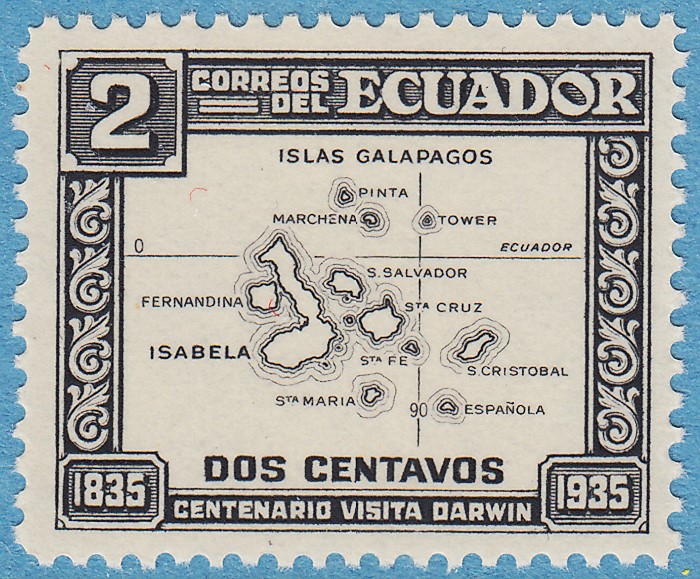 2
CORREOS DEL ECUADOR
ISLAS GALAPAGOS
PINTA
MARCHENA
TOWER
0
ECUADOR
S. SALVADOR
FERNANDINA
STA CRUZ
ISABELA
STA FE
S. CRISTOBAL
STA MARIA
90
ESPAÑOLA
DOS CENTAVOS
1835
1935
CENTENARIO VISITA DARWIN